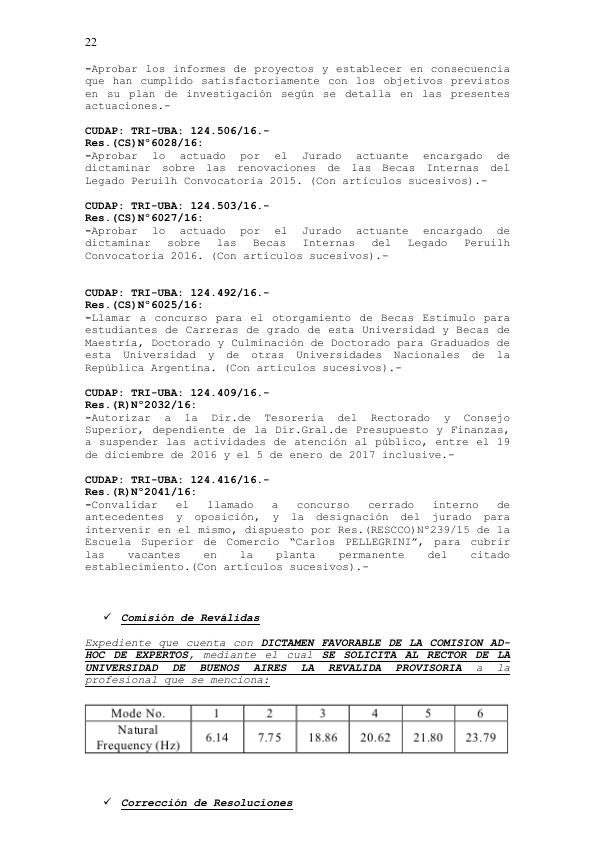 22
-Aprobar los informes de proyectos y establecer en consecuencia
que han cumplido satisfactoriamente con los objetivos previstos
en su plan de investigación según se detalla en las presentes
actuaciones.-
CUDAP: TRI-UBA: 124.506/16.-
Res.(CS)N°6028/16:
-Aprobar lo actuado por el Jurado actuante encargado de
dictaminar sobre las renovaciones de las Becas Internas del
Legado Peruilh Convocatoria 2015. (Con artículos sucesivos).-
CUDAP: TRI-UBA: 124.503/16.-
Res.(CS)N°6027/16:
-Aprobar lo actuado por el Jurado actuante encargado de
dictaminar sobre las Becas Internas del Legado Peruilh
Convocatoria 2016. (Con artículos sucesivos).-
CUDAP: TRI-UBA: 124.492/16.-
Res.(CS)N°6025/16:
-Llamar a concurso para el otorgamiento de Becas Estímulo para
estudiantes de Carreras de grado de esta Universidad y Becas de
Maestría, Doctorado y Culminación de Doctorado para Graduados de
esta Universidad y de otras Universidades Nacionales de la
República Argentina. (Con artículos sucesivos).-
CUDAP: TRI-UBA: 124.409/16.-
Res.(R)N°2032/16:
-Autorizar a la Dir.de Tesorería del Rectorado y Consejo
Superior, dependiente de la Dir.Gral.de Presupuesto y Finanzas,
a suspender las actividades de atención al público, entre el 19
de diciembre de 2016 y el 5 de enero de 2017 inclusive.-
CUDAP: TRI-UBA: 124.416/16.-
Res.(R)N°2041/16:
-Convalidar el llamado a concurso cerrado interno de
antecedentes y oposición, y la designación del jurado para
intervenir en el mismo, dispuesto por Res.(RESCCO)N°239/15 de la
Escuela Superior de Comercio “Carlos PELLEGRINI”, para cubrir
las vacantes en la planta permanente del citado
establecimiento.(Con artículos sucesivos).-
✓ Comisión de Reválidas
Expediente que cuenta con DICTAMEN FAVORABLE DE LA COMISION AD-
HOC DE EXPERTOS, mediante el cual SE SOLICITA AL RECTOR DE LA
UNIVERSIDAD DE BUENOS AIRES LA REVALIDA PROVISORIA a la
profesional que se menciona:
Mode No. 1 2 3 4 5 6
Natural
Frequency (Hz) 6.14 7.75 18.86 20.62 21.80 23.79
✓ Corrección de Resoluciones